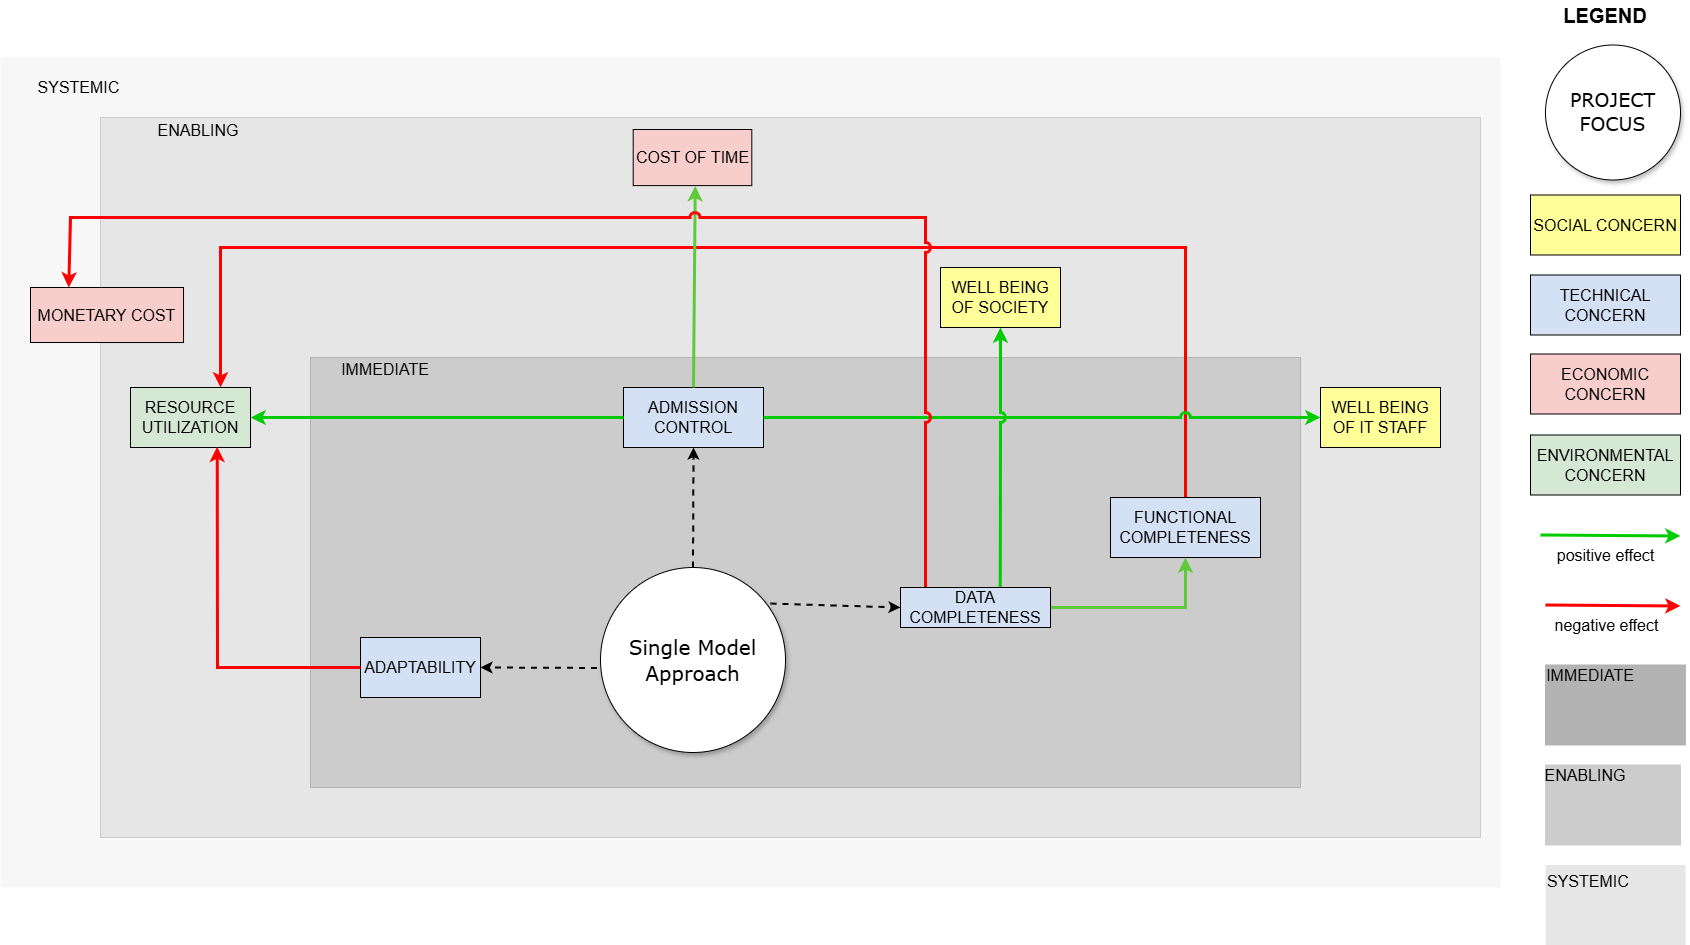 LEGEND
PROJECT
FOCUS
SYSTEMIC
ENABLING
COST OF TIME
SOCIAL CONCERN
WELL BEING
OF SOCIETY
TECHNICAL
CONCERN
MONETARY COST
IMMEDIATE
ECONOMIC
CONCERN
RESOURCE
UTILIZATION
ADMISSION
CONTROL
WELL BEING
OF IT STAFF
ENVIRONMENTAL
CONCERN
FUNCTIONAL
COMPLETENESS
positive effect
DATA
COMPLETENESS
negative effect
Single Model
Approach
ADAPTABILITY
IMMEDIATE
ENABLING
SYSTEMIC